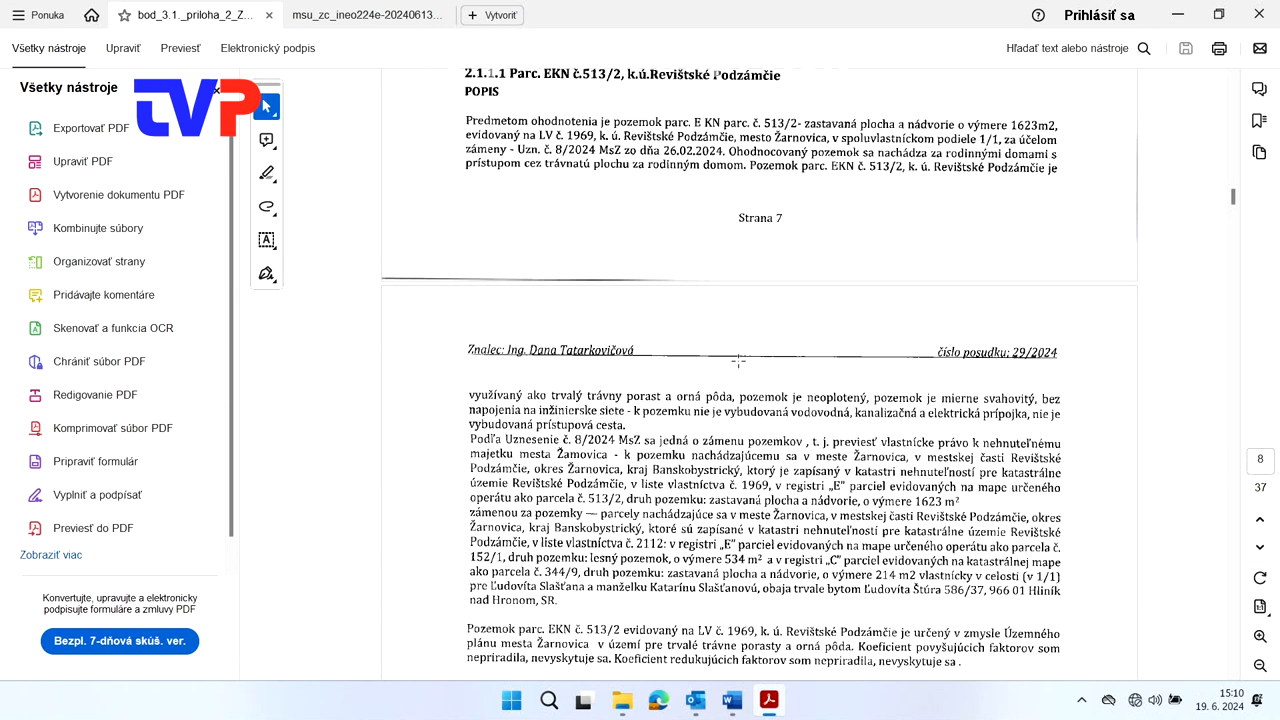 Ponuka
bod_3.1._priloha_2_Z...
msu_zc_ineo224e-20240613...
Vytvoriť
Prihlásiť sa
Všetky nástroje
Upraviť
Previesť
Elektronický podpis
Hľadať text alebo nástroje
Všetky nástroje
TVP
Exportovať PDF
Upraviť PDF
Vytvorenie dokumentu PDF
Kombinujte súbory
Organizovať strany
Pridávajte komentáre
Skenovať a funkcia OCR
Chrániť súbor PDF
Redigovanie PDF
Komprimovať súbor PDF
Pripraviť formulár
Vyplniť a podpísať
Previesť do PDF
Zobraziť viac
Konvertujte, upravujte a elektronicky
podpisujte formuláre a zmluvy PDF
Bezpl. 7-dňová skúš. ver.
2.1.1.1 Parc. EKN č.513/2, k.ú.Revištské Podzámčie
POPIS
Predmetom ohodnotenia je pozemok parc. E KN parc. č. 513/2- zastavaná plocha a nádvorie o výmere 1623m2,
evidovaný na LV č. 1969, k. ú. Revištské Podzámčie, mesto Žarnovica, v spoluvlastníckom podiele 1/1, za účelom
zámeny - Uzn. č. 8/2024 MsZ zo dňa 26.02.2024. Ohodnocovaný pozemok sa nachádza za rodinnými domami s
prístupom cez trávnatú plochu za rodinným domom. Pozemok parc. EKN č. 513/2, k. ú. Revištské Podzámčie je
Strana 7
Znalec: Ing. Dana Tatarkovičová
číslo posudku: 29/2024
využívaný ako trvalý trávny porast a orná pôda, pozemok je neoplotený, pozemok je mierne svahovitý, bez
napojenia na inžinierske siete - k pozemku nie je vybudovaná vodovodná, kanalizačná a elektrická prípojka, nie je
vybudovaná prístupová cesta.
Podľa Uznesenie č. 8/2024 MsZ sa jedná o zámenu pozemkov , t. j. previesť vlastnícke právo k nehnuteľnému
majetku mesta Žarnovica - k pozemku nachádzajúcemu sa v meste Žarnovica, v mestskej časti Revištské
Podzámčie, okres Žarnovica, kraj Banskobystrický, ktorý je zapísaný v katastri nehnuteľností pre katastrálne
územie Revištské Podzámčie, v liste vlastníctva č. 1969, v registri „E" parciel evidovaných na mape určeného
operátu ako parcela č. 513/2, druh pozemku: zastavaná plocha a nádvorie, o výmere 1623 m²
zámenou za pozemky — parcely nachádzajúce sa v meste Žarnovica, v mestskej časti Revištské Podzámčie, okres
Žarnovica, kraj Banskobystrický, ktoré sú zapísané v katastri nehnuteľností pre katastrálne územie Revištské
Podzámčie, v liste vlastníctva č. 2112: v registri „E" parciel evidovaných na mape určeného operátu ako parcela č.
152/1, druh pozemku: lesný pozemok, o výmere 534 m² a v registri „C" parciel evidovaných na katastrálnej mape
ako parcela č. 344/9, druh pozemku: zastavaná plocha a nádvorie, o výmere 214 m2 vlastnícky v celosti (v 1/1)
pre Ľudovíta Slašťana a manželku Katarínu Slašťanovú, obaja trvale bytom Ľudovíta Štúra 586/37, 966 01 Hliník
nad Hronom, SR.
Pozemok parc. EKN č. 513/2 evidovaný na LV č. 1969, k. ú. Revištské Podzámčie je určený v zmysle Územného
plánu mesta Žarnovica v území pre trvalé trávne porasty a orná pôda. Koeficient povyšujúcich faktorov som
nepriradila, nevyskytuje sa. Koeficient redukujúcich faktorov som nepriradila, nevyskytuje sa .
8
37
15:10
19. 6. 2024